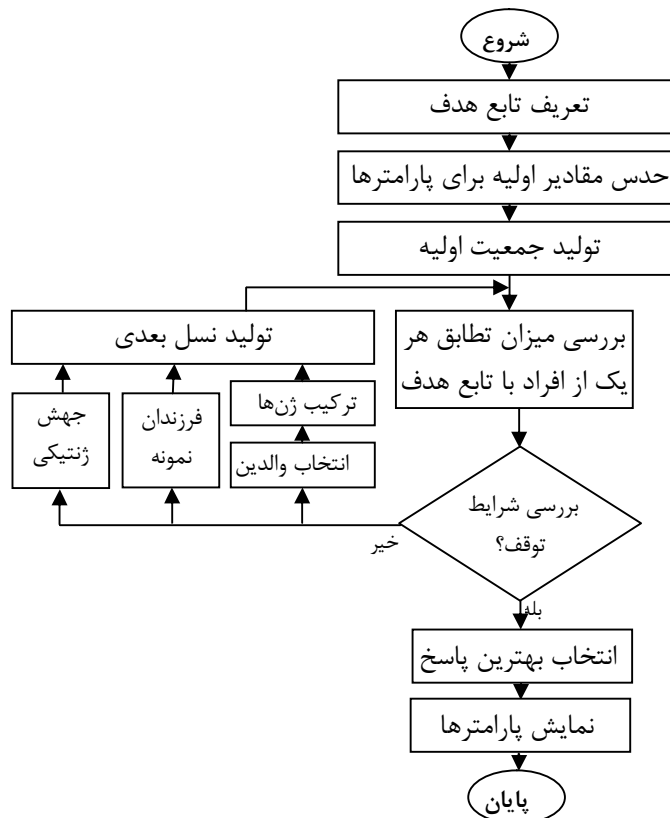 شروع
تعریف تابع هدف
حدس مقادیر اولیه برای پارامترها
تولید جمعیت اولیه
بررسی میزان تطابق هر
یک از افراد با تابع هدف
تولید نسل بعدی
ترکیب ژن‌ها
انتخاب والدین
فرزندان
نمونه
جهش
ژنتیکی
بررسی شرایط
توقف؟
خیر
بله
انتخاب بهترین پاسخ
نمایش پارامترها
پایان